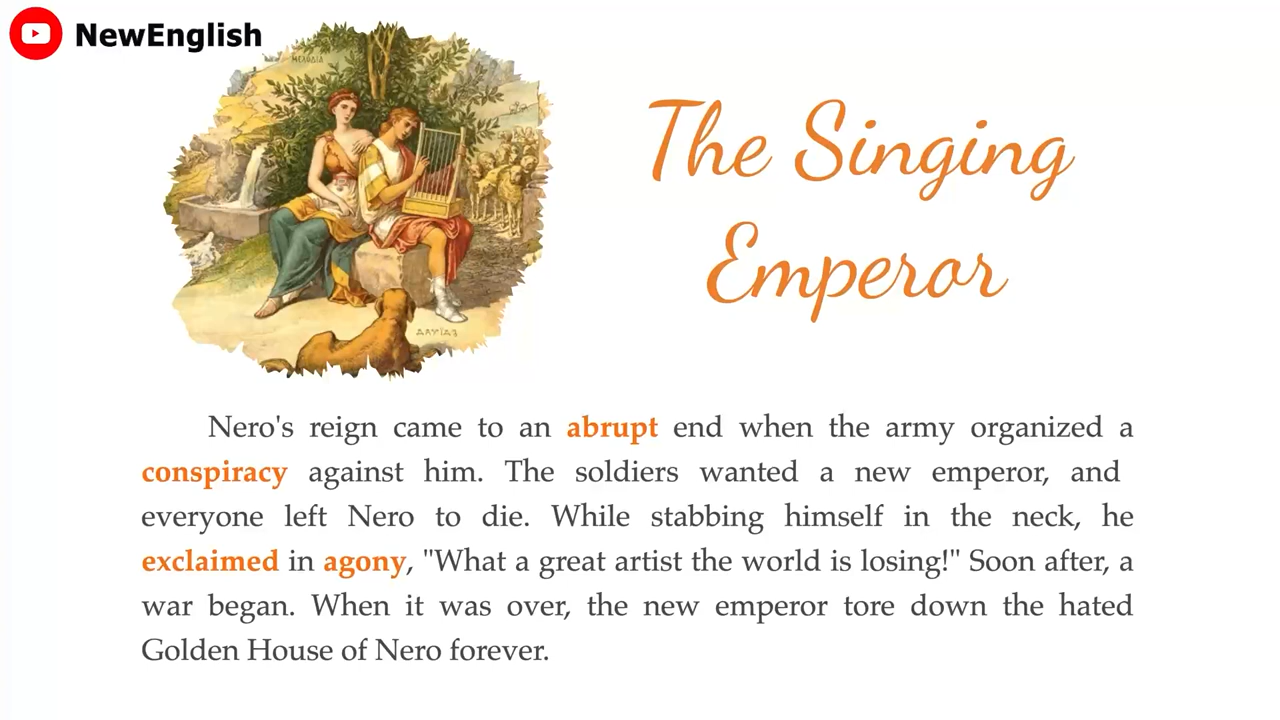 NewEnglish
ΜΕΛΩΔΙΑ
The Singing
Emperor
ΔΑΥΙΔΣ
Nero's reign came to an abrupt end when the army organized a
conspiracy against him. The soldiers wanted a new emperor, and
everyone left Nero to die. While stabbing himself in the neck, he
exclaimed in agony, "What a great artist the world is losing!" Soon after, a
war began. When it was over, the new emperor tore down the hated
Golden House of Nero forever.